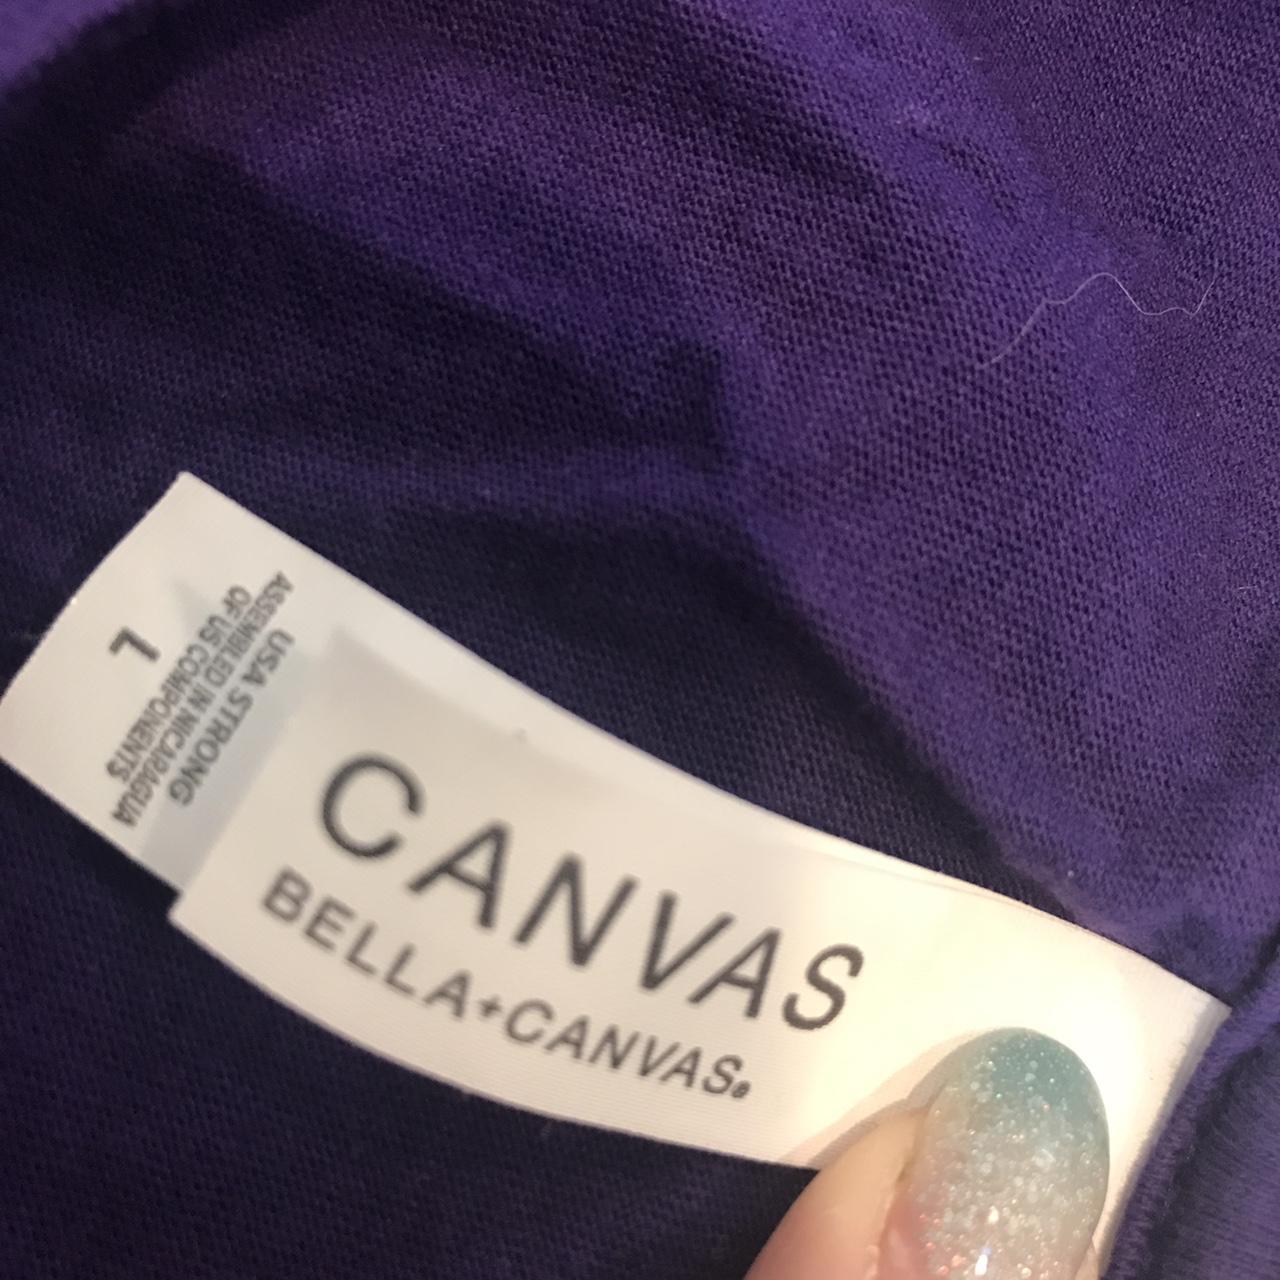 CANVAS
BELLA+CANVAS®
L
USA STRONG
ASSEMBLED IN NICARAGUA
OF US COMPONENTS